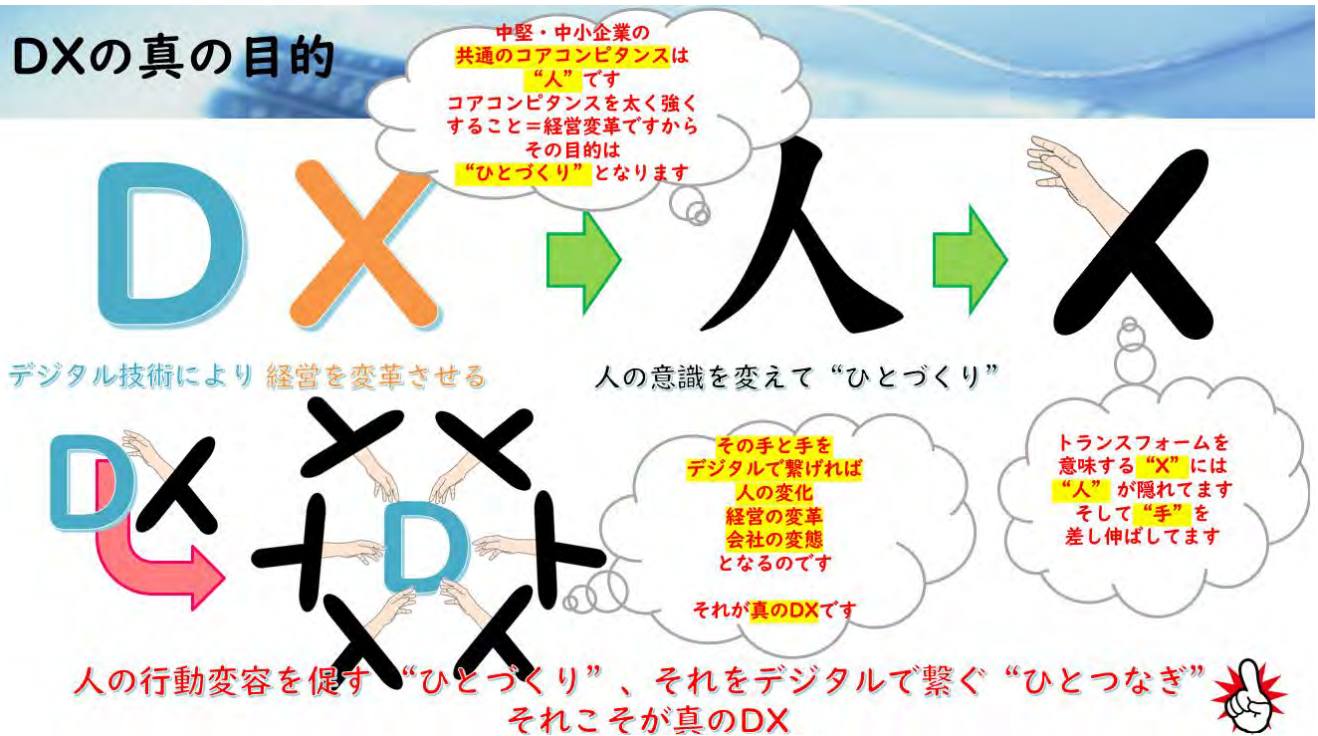 DXの真の目的
中堅・中小企業の
共通のコアコンピタンスは
“人”です
コアコンピタンスを太く強く
すること＝経営変革ですから
その目的は
“ひとづくり”となります
DX
人
X
デジタル技術により 経営を変革させる
人の意識を変えて“ひとづくり”
トランスフォームを
意味する“X”には
“人”が隠れてます
そして“手”を
差し伸ばしてます
DX
D
その手と手を
デジタルで繋げれば
人の変化
経営の変革
会社の変態
となるのです
それが真のDXです
人の行動変容を促す “ひとづくり”、それをデジタルで繋ぐ“ひとつなぎ”
それこそが真のDX